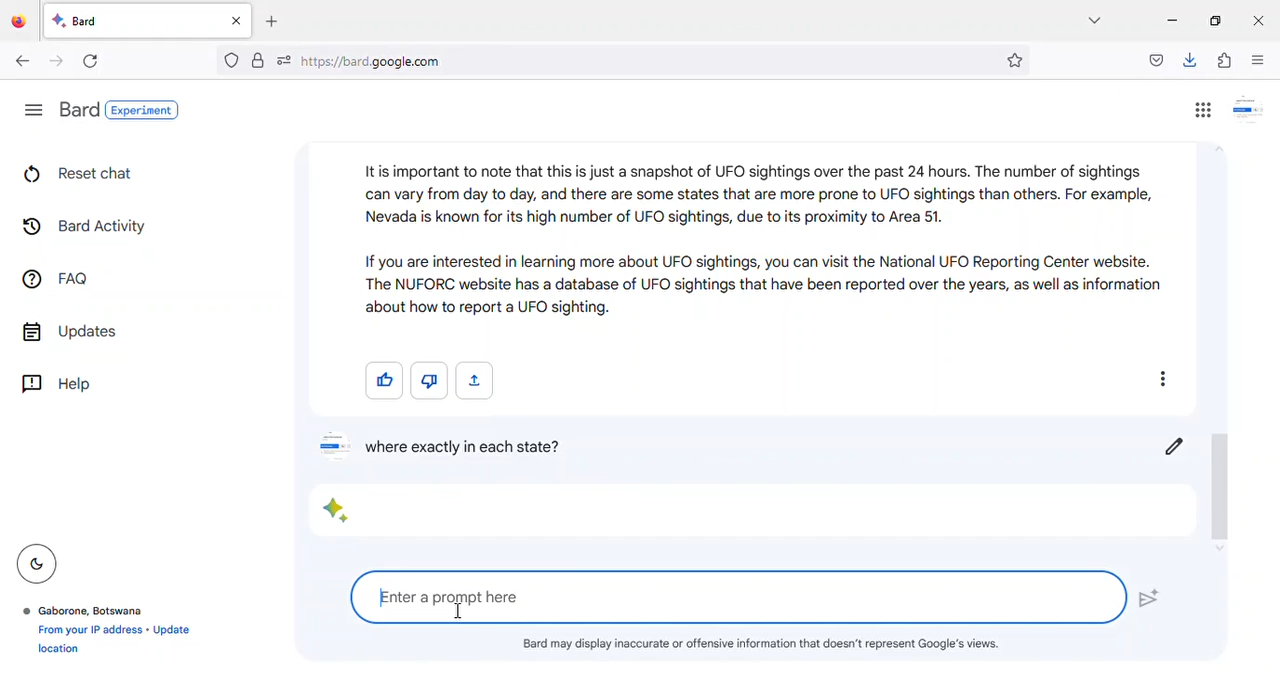 Bard
https://bard.google.com
Bard Experiment
Reset chat
Bard Activity
FAQ
Updates
Help
It is important to note that this is just a snapshot of UFO sightings over the past 24 hours. The number of sightings
can vary from day to day, and there are some states that are more prone to UFO sightings than others. For example,
Nevada is known for its high number of UFO sightings, due to its proximity to Area 51.
If you are interested in learning more about UFO sightings, you can visit the National UFO Reporting Center website.
The NUFORC website has a database of UFO sightings that have been reported over the years, as well as information
about how to report a UFO sighting.
where exactly in each state?
Enter a prompt here
Bard may display inaccurate or offensive information that doesn't represent Google's views.
Gaborone, Botswana
From your IP address • Update
location